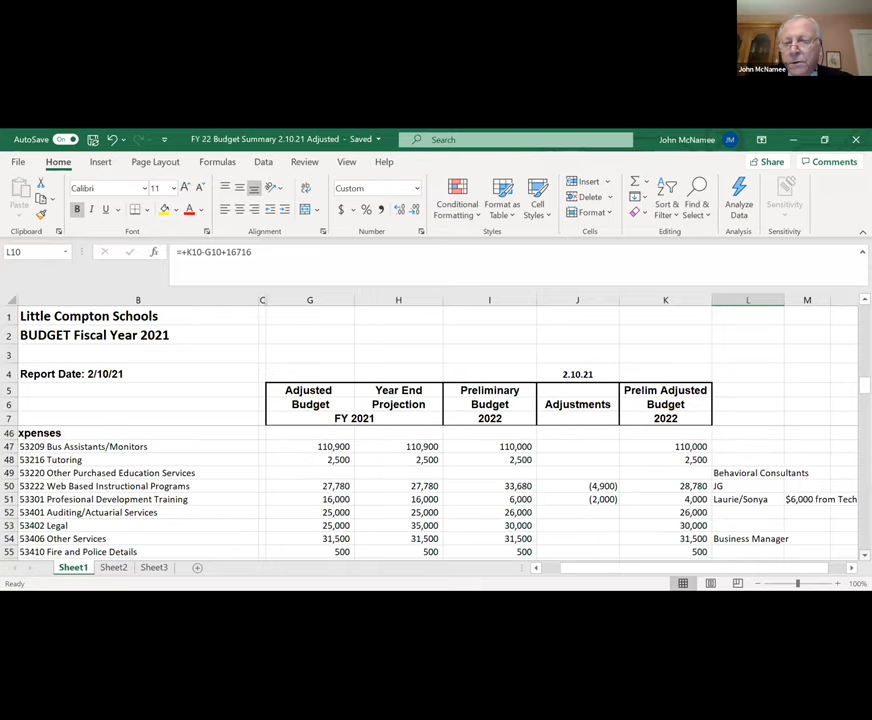 John McNamee
AutoSave On FY 22 Budget Summary 2.10.21 Adjusted - Saved Search John McNamee JM
File Home Insert Page Layout Formulas Data Review View Help Share Comments
Paste Calibri 11 A A Custom Insert Σ
B I U A $ % , Conditional Formatting Format as Table Cell Styles Delete Format Sort & Filter Find & Select Analyze Data Sensitivity
Clipboard Font Alignment Number Styles Cells Editing Analysis Sensitivity
L10 fx =+K10-G10+16716
B C G H I J K L M
1 Little Compton Schools
2 BUDGET Fiscal Year 2021
3
4 Report Date: 2/10/21 2.10.21
5 Adjusted Year End Preliminary Prelim Adjusted
6 Budget Projection Budget Adjustments Budget
7 FY 2021 2022 2022
46 xpenses
47 53209 Bus Assistants/Monitors 110,900 110,900 110,000 110,000
48 53216 Tutoring 2,500 2,500 2,500 2,500
49 53220 Other Purchased Education Services Behavioral Consultants
50 53222 Web Based Instructional Programs 27,780 27,780 33,680 (4,900) 28,780 JG
51 53301 Profesional Development Training 16,000 16,000 6,000 (2,000) 4,000 Laurie/Sonya $6,000 from Tech
52 53401 Auditing/Actuarial Services 25,000 25,000 26,000 26,000
53 53402 Legal 25,000 35,000 30,000 30,000
54 53406 Other Services 31,500 31,500 31,500 31,500 Business Manager
55 53410 Fire and Police Details 500 500 500 500
Sheet1 Sheet2 Sheet3
Ready 100%